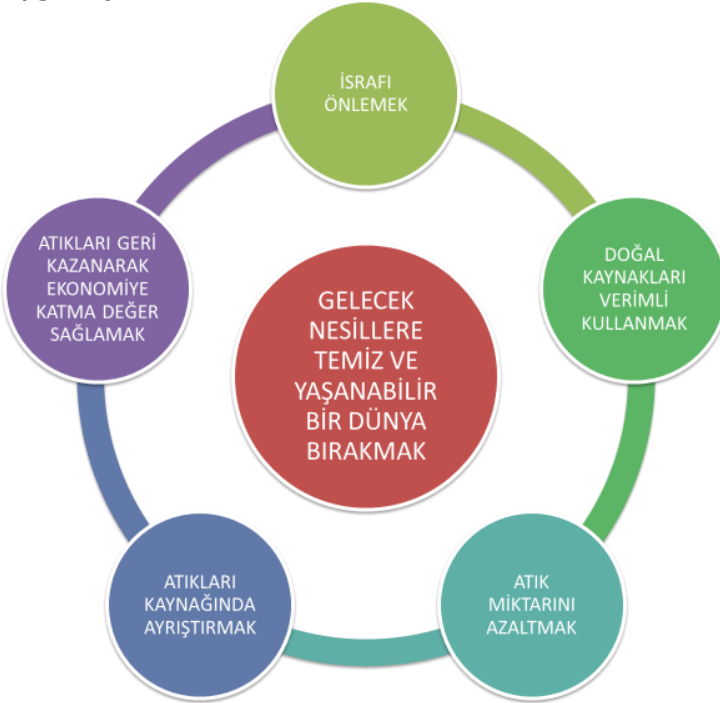 İSRAFI
ÖNLEMEK
DOĞAL
KAYNAKLARI
VERİMLİ
KULLANMAK
ATIK
MİKTARINI
AZALTMAK
ATIKLARI
KAYNAĞINDA
AYRIŞTIRMAK
ATIKLARI GERİ
KAZANARAK
EKONOMİYE
KATMA DEĞER
SAĞLAMAK
GELECEK
NESİLLERE
TEMİZ VE
YAŞANABİLİR
BİR DÜNYA
BIRAKMAK